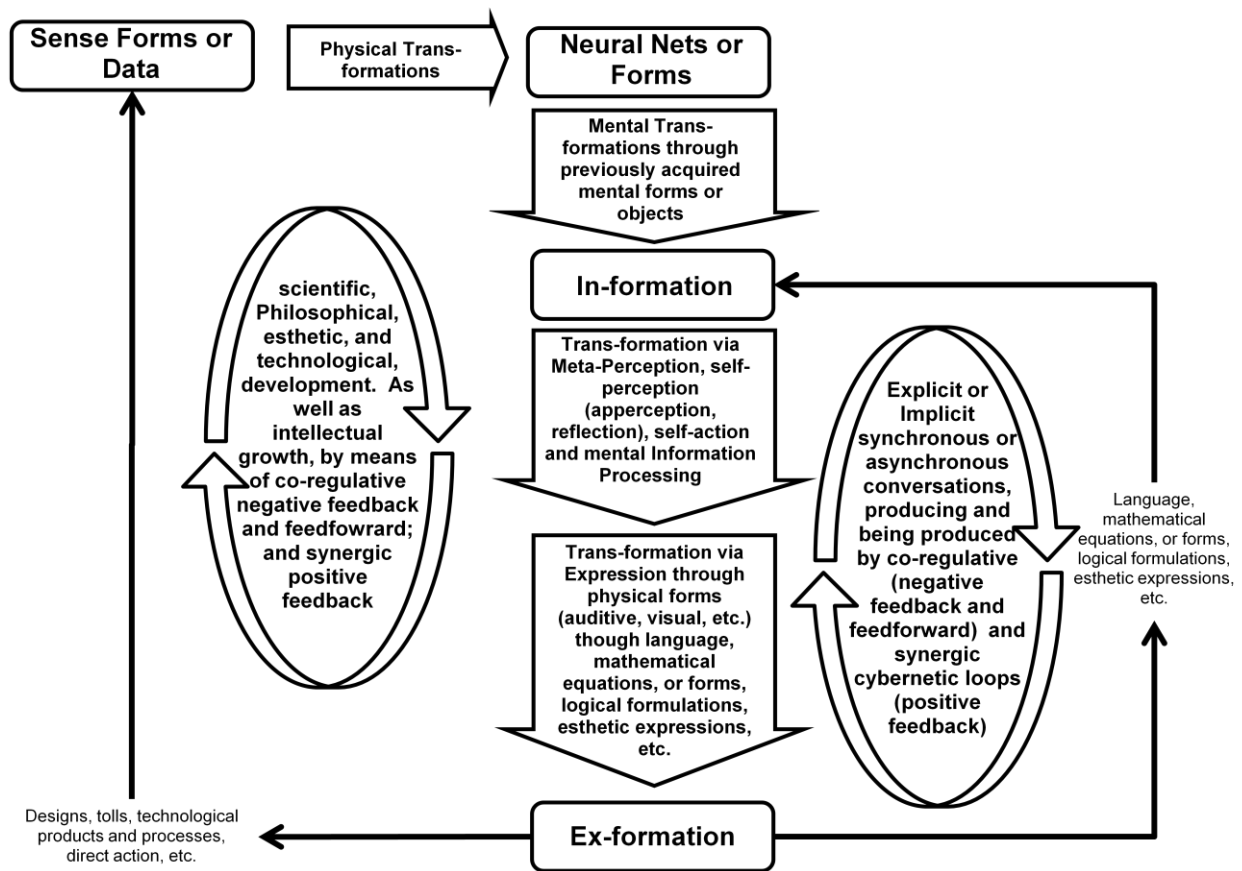 Sense Forms or
Data
Physical Trans-
formations
Neural Nets or
Forms
Mental Trans-
formations through
previously acquired
mental forms or
objects
In-formation
scientific,
Philosophical,
esthetic, and
technological,
development.  As
well as
intellectual
growth, by means
of co-regulative
negative feedback
and feedfowrard;
and synergic
positive
feedback
Trans-formation via
Meta-Perception, self-
perception
(apperception,
reflection), self-action
and mental Information
Processing
Explicit or
Implicit
synchronous or
asynchronous
conversations,
producing and
being produced
by co-regulative
(negative
feedback and
feedforward)  and
synergic
cybernetic loops
(positive
feedback)
Language,
mathematical
equations, or forms,
logical formulations,
esthetic expressions,
etc.
Trans-formation via
Expression through
physical forms
(auditive, visual, etc.)
though language,
mathematical
equations, or forms,
logical formulations,
esthetic expressions,
etc.
Designs, tolls, technological
products and processes,
direct action, etc.
Ex-formation